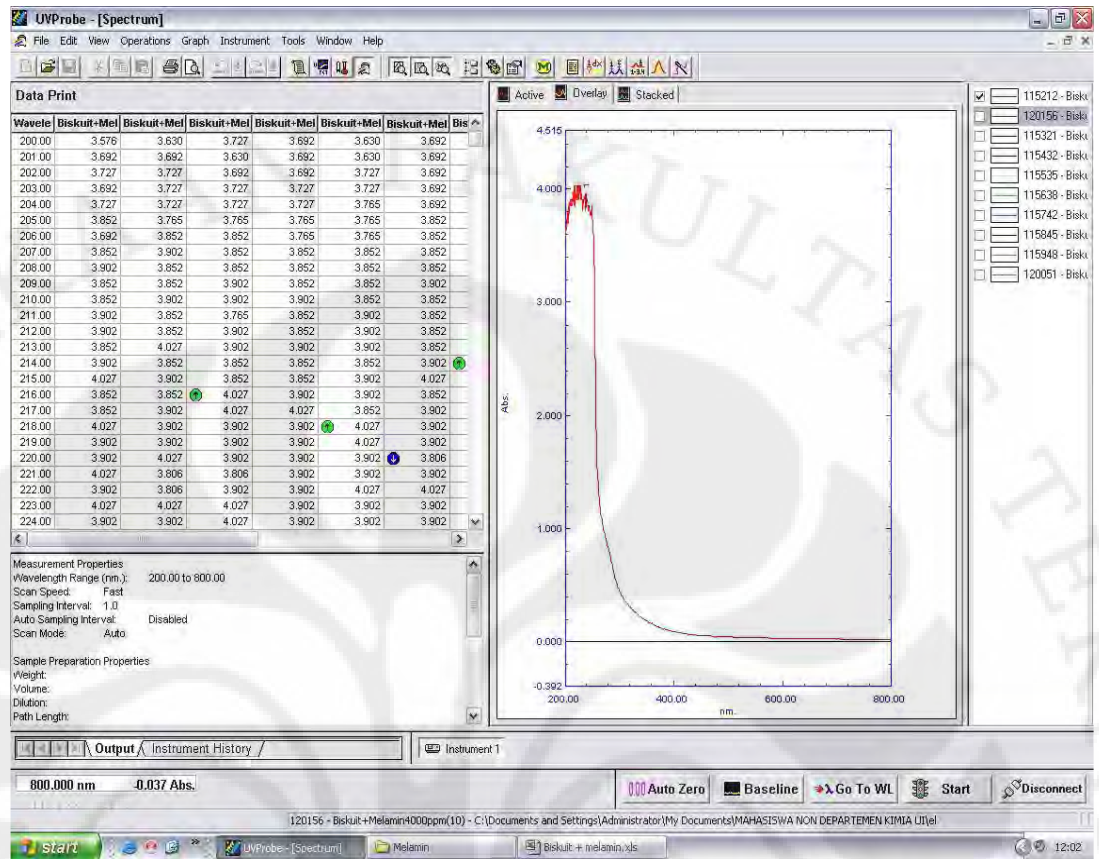 UVProbe - [Spectrum]
File Edit View Operations Graph Instrument Tools Window Help
Data Print
Wavele Biskuit+Mel Biskuit+Mel Biskuit+Mel Biskuit+Mel Biskuit+Mel Biskuit+Mel Bis
200.00 3.576 3.630 3.727 3.692 3.630 3.692
201.00 3.692 3.692 3.630 3.692 3.630 3.692
202.00 3.727 3.727 3.692 3.692 3.727 3.692
203.00 3.692 3.727 3.727 3.727 3.727 3.692
204.00 3.727 3.727 3.727 3.727 3.765 3.692
205.00 3.852 3.765 3.765 3.765 3.765 3.852
206.00 3.692 3.852 3.852 3.765 3.765 3.852
207.00 3.852 3.902 3.852 3.852 3.852 3.852
208.00 3.902 3.852 3.852 3.852 3.852 3.852
209.00 3.852 3.852 3.902 3.902 3.852 3.852
210.00 3.852 3.902 3.902 3.902 3.852 3.852
211.00 3.902 3.852 3.765 3.852 3.902 3.852
212.00 3.902 3.852 3.902 3.852 3.902 3.852
213.00 3.852 4.027 3.902 3.902 3.902 3.852
214.00 3.902 3.852 3.852 3.852 3.852 3.902
215.00 4.027 3.902 3.852 3.852 3.902 4.027
216.00 3.852 3.852 4.027 3.902 3.902 3.852
217.00 3.852 3.902 4.027 4.027 3.852 3.902
218.00 4.027 3.902 3.902 3.902 4.027 3.902
219.00 3.902 3.902 3.902 3.902 4.027 3.902
220.00 3.902 4.027 3.902 3.902 3.902 3.806
221.00 4.027 3.806 3.806 3.902 3.902 3.902
222.00 3.902 3.806 3.902 3.902 4.027 4.027
223.00 4.027 4.027 4.027 3.902 3.902 3.902
224.00 3.902 3.902 4.027 3.902 3.902 3.902
Measurement Properties
Wavelength Range (nm.): 200.00 to 800.00
Scan Speed: Fast
Sampling Interval: 1.0
Auto Sampling Interval: Disabled
Scan Mode: Auto
Sample Preparation Properties
Weight:
Volume:
Dilution:
Path Length:
Active Overlay Stacked
4.515
4.000
3.000
2.000
1.000
0.000
-0.392
Abs.
200.00 400.00 600.00 800.00
nm.
115212 - Bisku
120156 - Bisku
115321 - Bisku
115432 - Bisku
115535 - Bisku
115638 - Bisku
115742 - Bisku
115845 - Bisku
115948 - Bisku
120051 - Bisku
Output Instrument History
Instrument 1
800.000 nm -0.037 Abs.
Auto Zero Baseline Go To WL Start Disconnect
120156 - Biskuit+Melamin4000ppm(10) - C:\Documents and Settings\Administrator\My Documents\MAHASISWA NON DEPARTEMEN KIMIA UI\el
start UVProbe - [Spectrum] Melamin Biskuit + melamin.xls 12:02